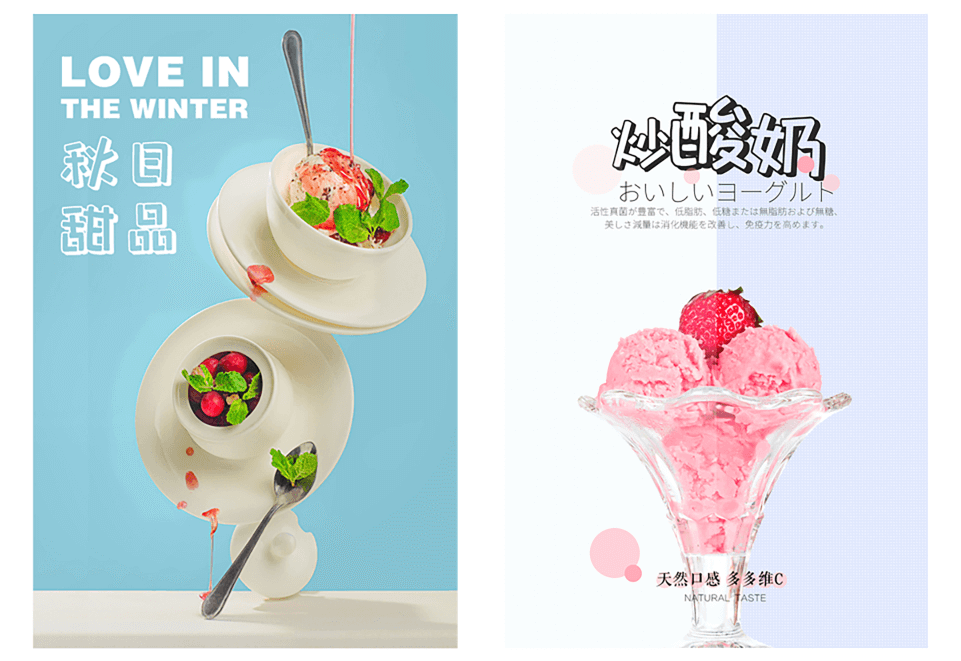 LOVE IN
THE WINTER
秋日
甜品
炒酸奶
おいしいヨーグルト
活性真菌が豊富で、低脂肪、低糖または無脂肪および無糖、
美しさ減量は消化機能を改善し、免疫力を高めます。
天然口感 多多维C
NATURAL TASTE